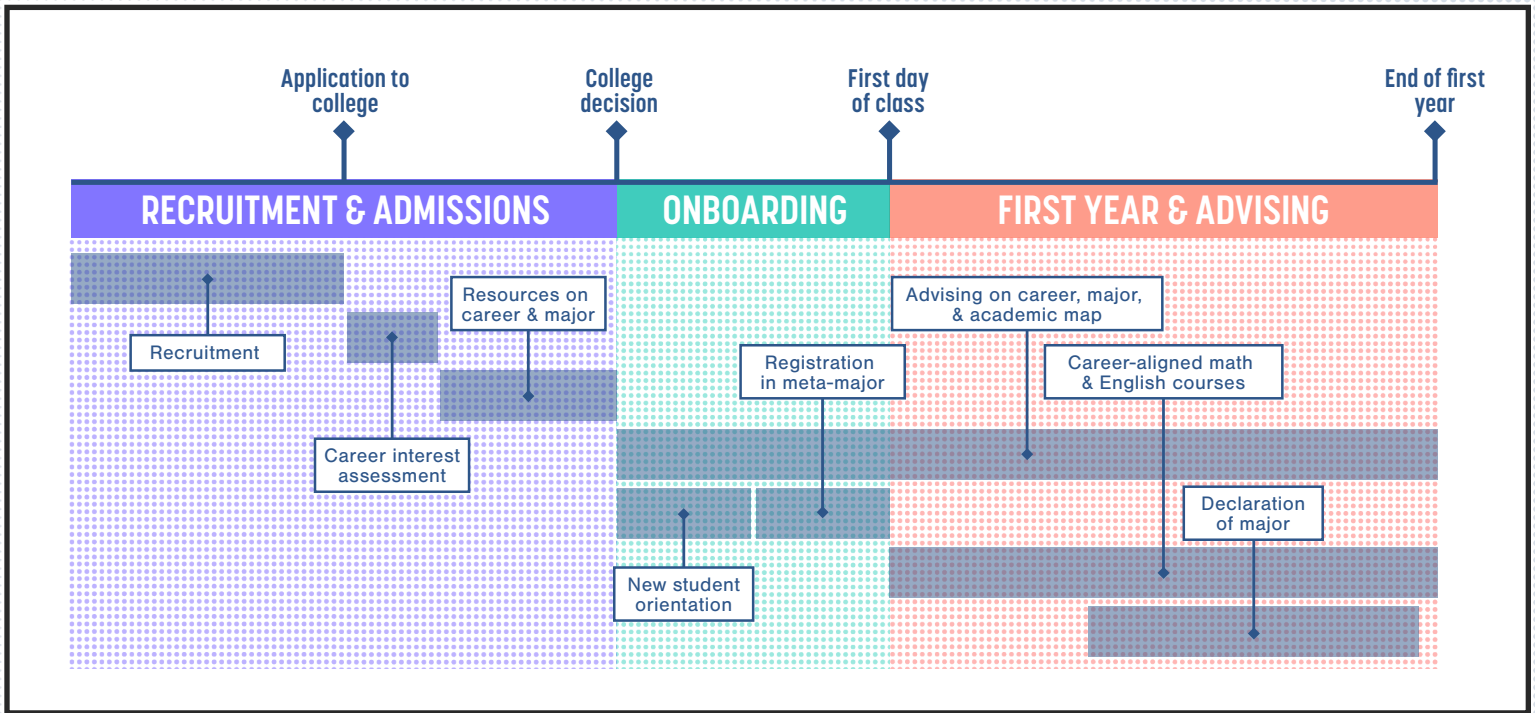 Application to
college
College
decision
First day
of class
End of first
year
RECRUITMENT & ADMISSIONS
ONBOARDING
FIRST YEAR & ADVISING
Recruitment
Career interest
assessment
Resources on
career & major
New student
orientation
Registration
in meta-major
Advising on career, major,
& academic map
Career-aligned math
& English courses
Declaration
of major